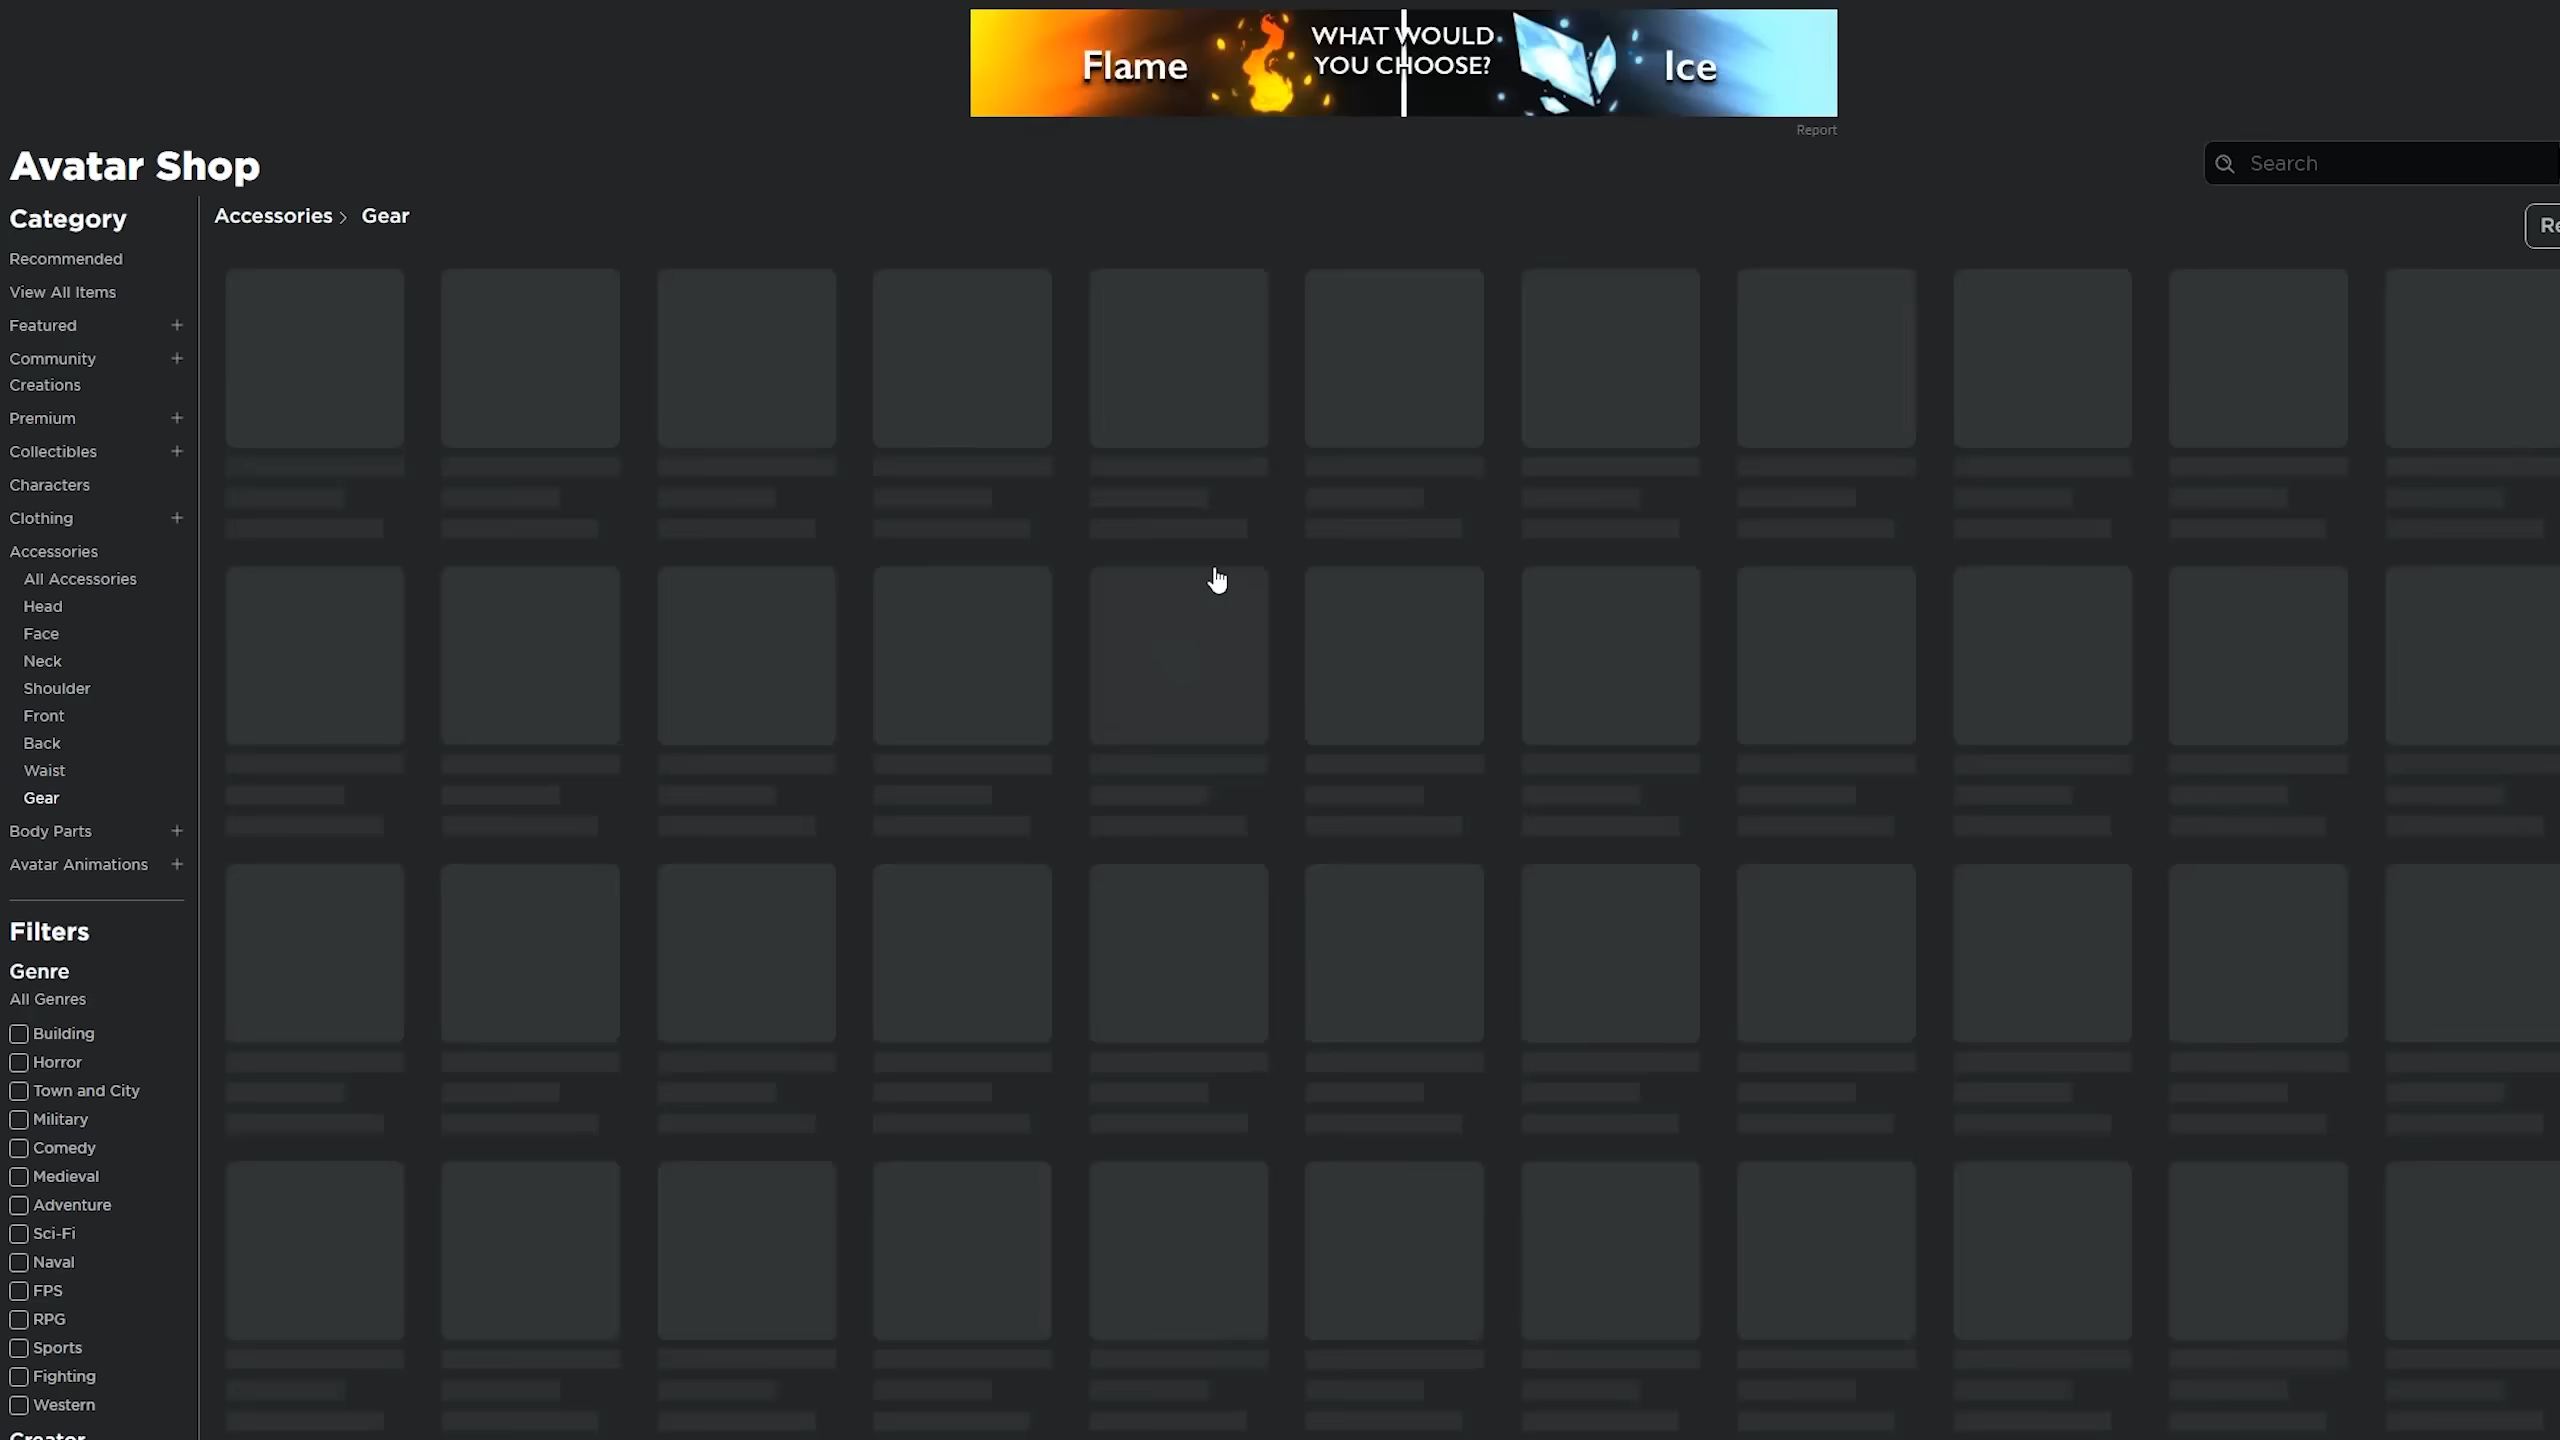 Flame
WHAT WOULD
YOU CHOOSE?
Ice
Report
Avatar Shop
Search
Category
Accessories > Gear
Re
Recommended
View All Items
Featured +
Community +
Creations
Premium +
Collectibles +
Characters
Clothing +
Accessories
All Accessories
Head
Face
Neck
Shoulder
Front
Back
Waist
Gear
Body Parts +
Avatar Animations +
Filters
Genre
All Genres
Building
Horror
Town and City
Military
Comedy
Medieval
Adventure
Sci-Fi
Naval
FPS
RPG
Sports
Fighting
Western
Creator